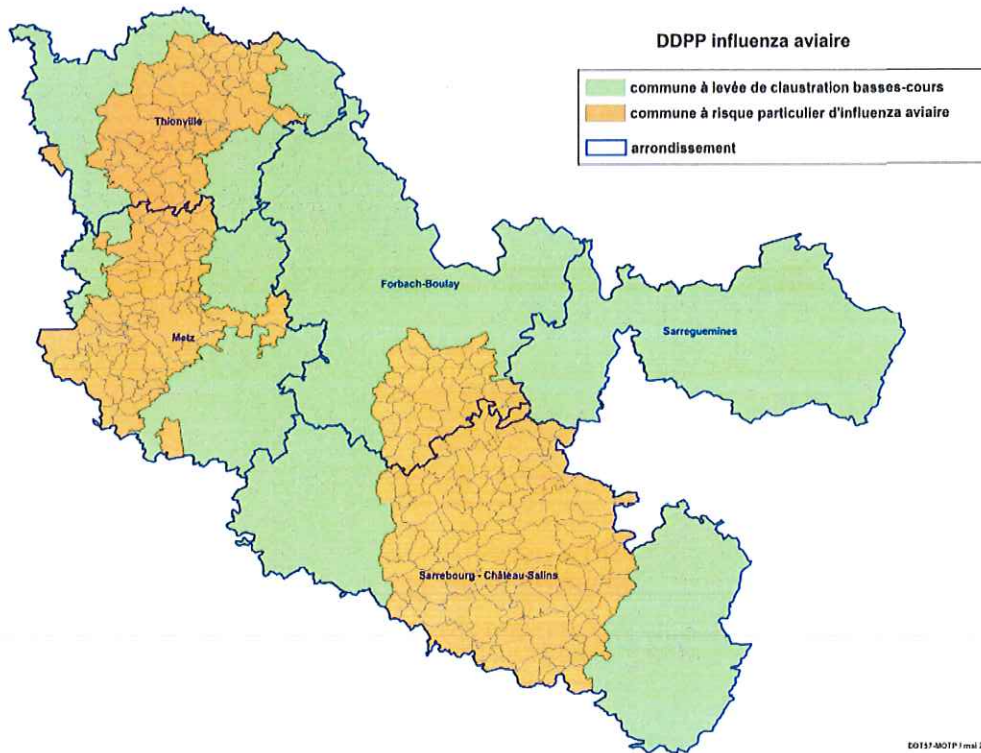 DDPP influenza aviaire
commune à levée de claustration basses-cours
commune à risque particulier d'influenza aviaire
arrondissement
Thionville
Forbach-Boulay
Sarreguemines
Metz
Sarrebourg - Château-Salins